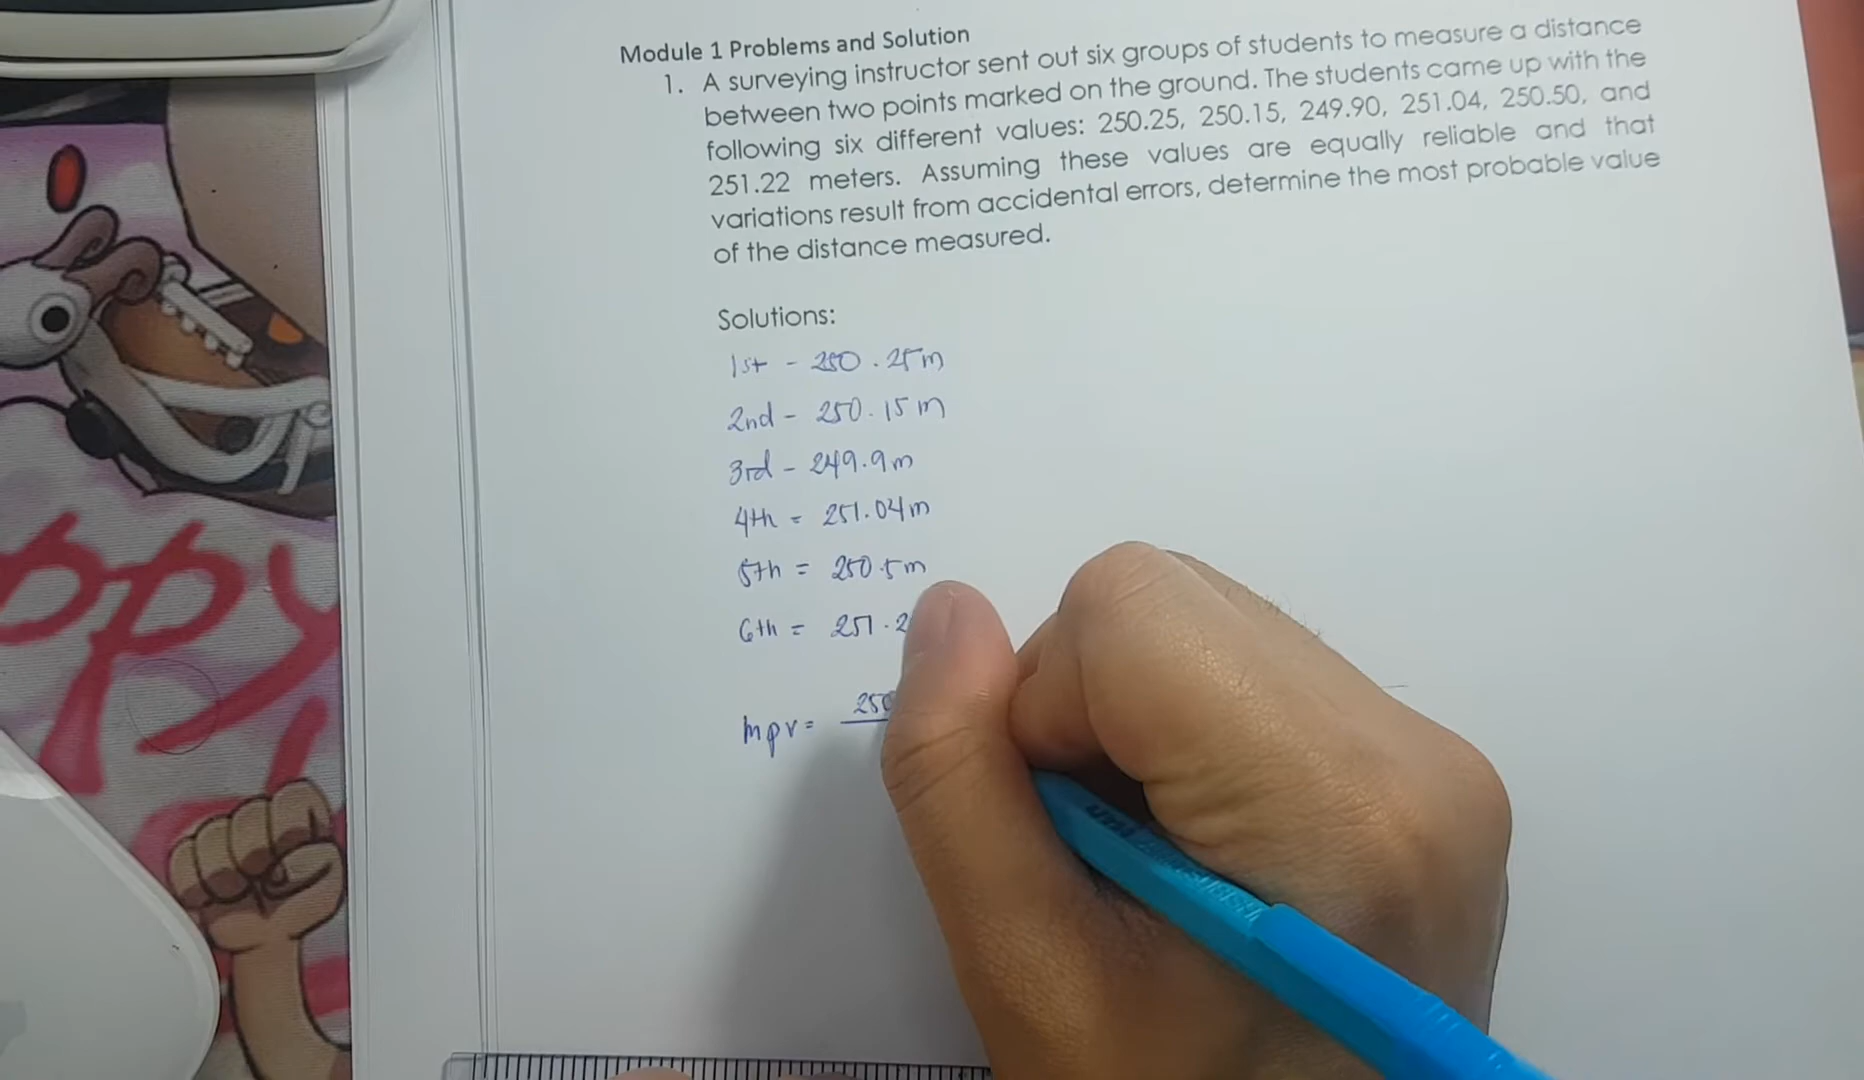 Module 1 Problems and Solution
1. A surveying instructor sent out six groups of students to measure a distance
between two points marked on the ground. The students came up with the
following six different values: 250.25, 250.15, 249.90, 251.04, 250.50, and
251.22 meters. Assuming these values are equally reliable and that
variations result from accidental errors, determine the most probable value
of the distance measured.
Solutions:
1st - 250.25m
2nd - 250.15m
3rd - 249.9m
4th = 251.04m
5th = 250.5m
6th = 251.2
mpv = 250
ppy